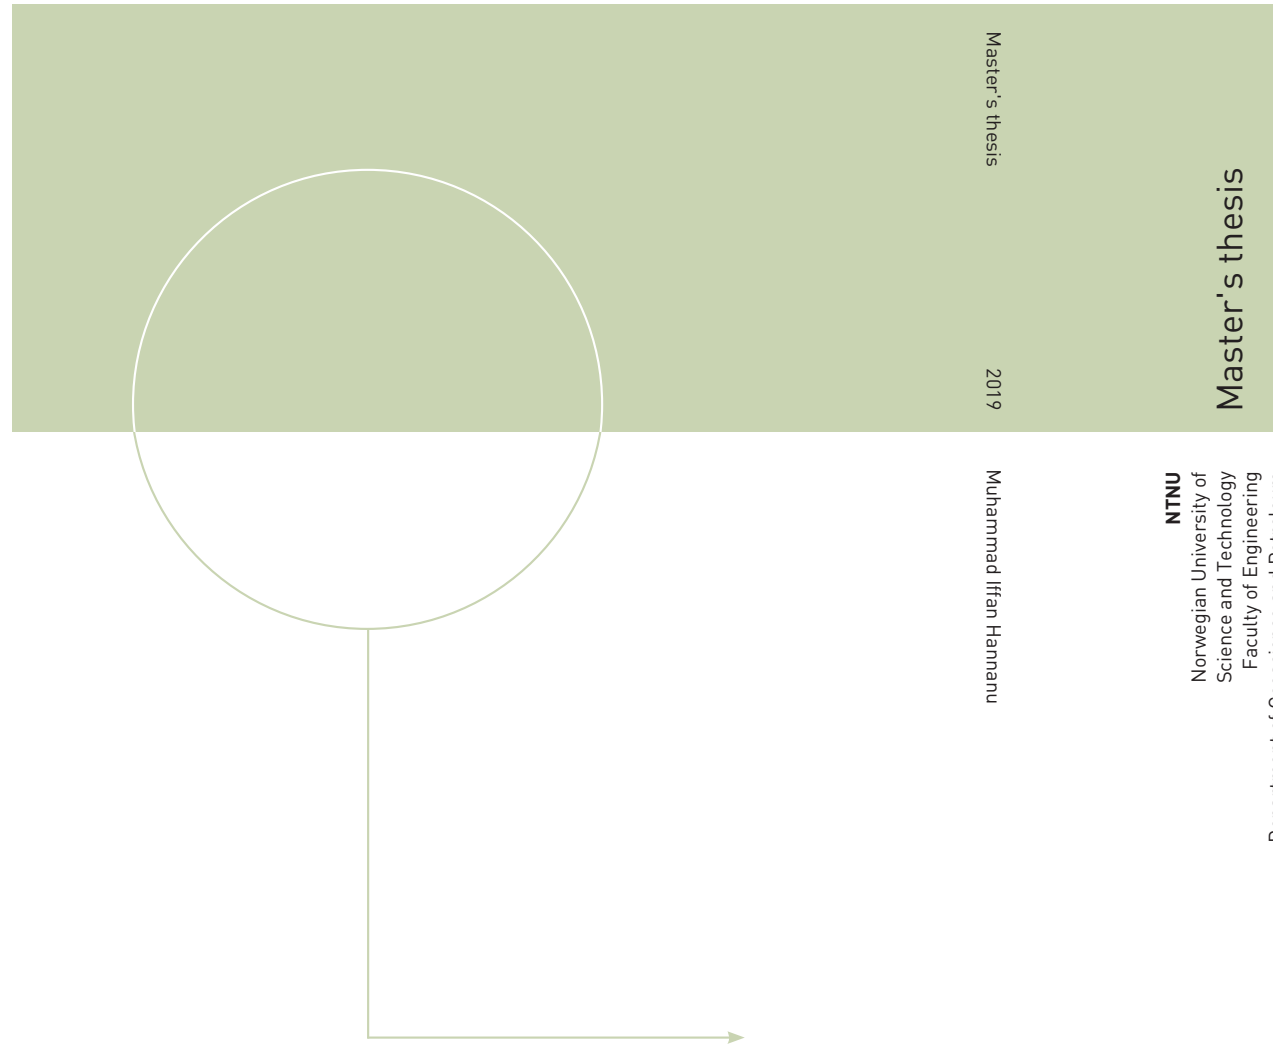 Master's thesis
2019
Muhammad Iffan Hannanu
Master's thesis
NTNU
Norwegian University of
Science and Technology
Faculty of Engineering